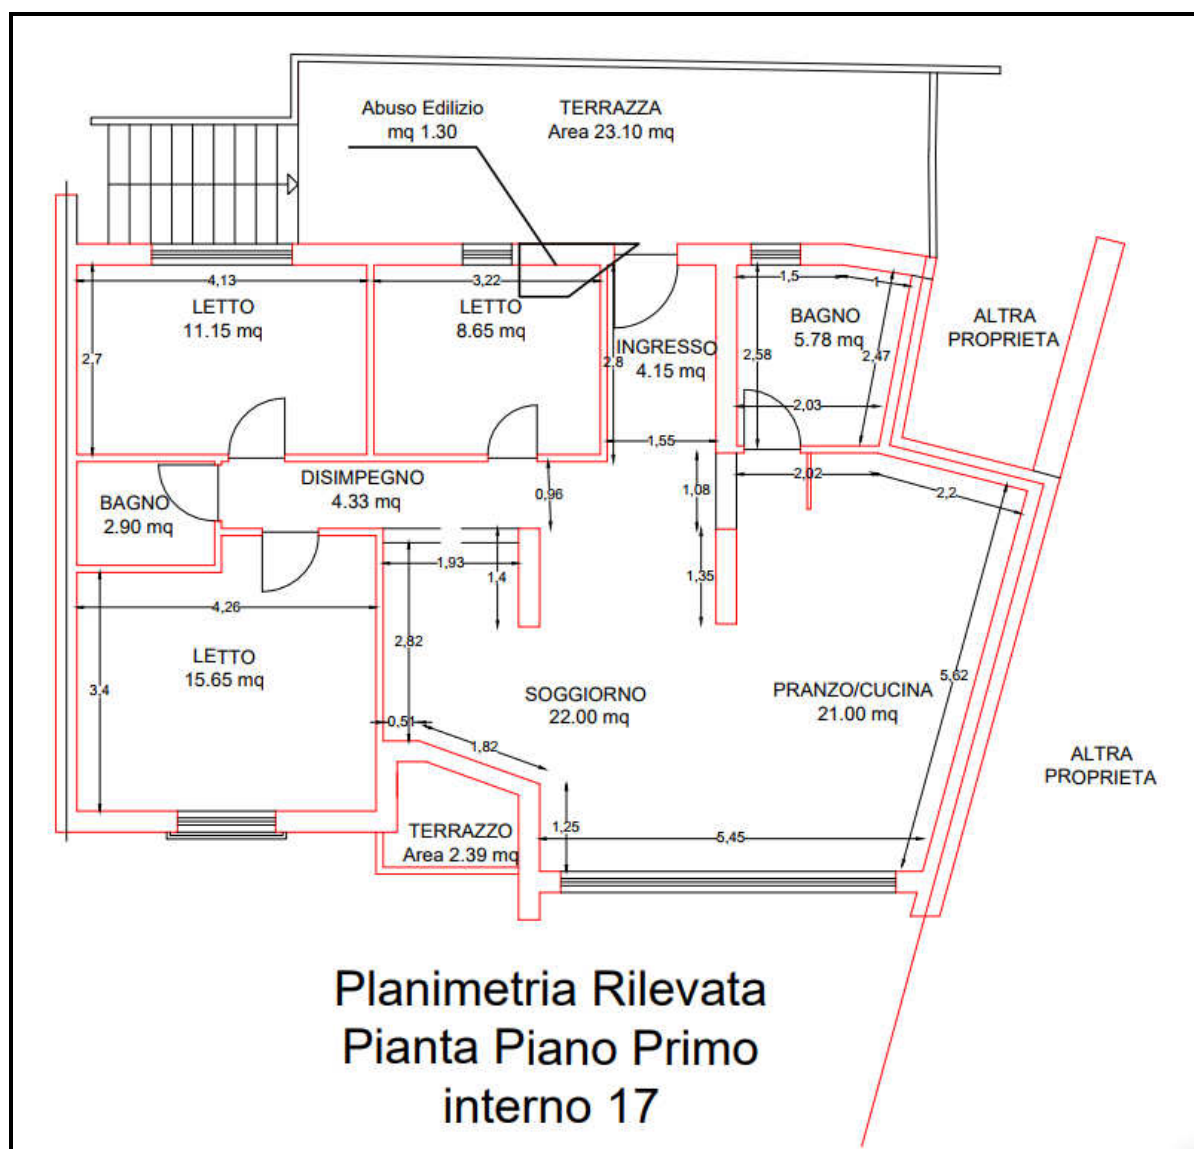 Abuso Edilizio
mq 1.30
TERRAZZA
Area 23.10 mq
4,13
LETTO
11.15 mq
2,7
3,22
LETTO
8.65 mq
2,8
INGRESSO
4.15 mq
1,55
1,5
1
BAGNO
5.78 mq
2,58
2,47
2,03
ALTRA
PROPRIETA
DISIMPEGNO
4.33 mq
0,96
1,08
2,02
2,2
BAGNO
2.90 mq
1,93
1,4
1,35
4,26
LETTO
15.65 mq
3,4
2,82
0,51
1,82
SOGGIORNO
22.00 mq
PRANZO/CUCINA
21.00 mq
5,62
ALTRA
PROPRIETA
TERRAZZO
Area 2.39 mq
1,25
5,45
Planimetria Rilevata
Pianta Piano Primo
interno 17